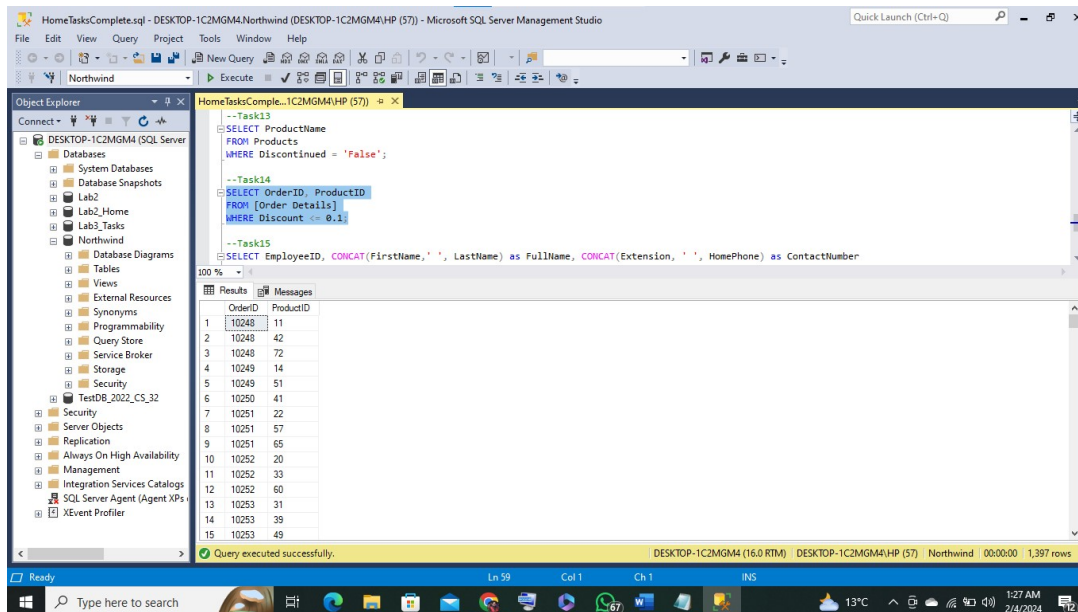 HomeTasksComplete.sql - DESKTOP-1C2MGM4.Northwind (DESKTOP-1C2MGM4\HP (57)) - Microsoft SQL Server Management Studio
Quick Launch (Ctrl+Q)
File Edit View Query Project Tools Window Help
New Query
Northwind
Execute
Object Explorer
HomeTasksComple...1C2MGM4\HP (57))
Connect
DESKTOP-1C2MGM4 (SQL Server
Databases
System Databases
Database Snapshots
Lab2
Lab2_Home
Lab3_Tasks
Northwind
Database Diagrams
Tables
Views
External Resources
Synonyms
Programmability
Query Store
Service Broker
Storage
Security
TestDB_2022_CS_32
Security
Server Objects
Replication
Always On High Availability
Management
Integration Services Catalogs
SQL Server Agent (Agent XPs
XEvent Profiler
--Task13
SELECT ProductName
FROM Products
WHERE Discontinued = 'False';
--Task14
SELECT OrderID, ProductID
FROM [Order Details]
WHERE Discount <= 0.1;
--Task15
SELECT EmployeeID, CONCAT(FirstName,' ', LastName) as FullName, CONCAT(Extension, ' ', HomePhone) as ContactNumber
100 %
Results Messages
OrderID ProductID
1 10248 11
2 10248 42
3 10248 72
4 10249 14
5 10249 51
6 10250 41
7 10251 22
8 10251 57
9 10251 65
10 10252 20
11 10252 33
12 10252 60
13 10253 31
14 10253 39
15 10253 49
Query executed successfully.
DESKTOP-1C2MGM4 (16.0 RTM) DESKTOP-1C2MGM4\HP (57) Northwind 00:00:00 1,397 rows
Ready Ln 59 Col 1 Ch 1 INS
Type here to search
67
13°C
1:27 AM
2/4/2024
12